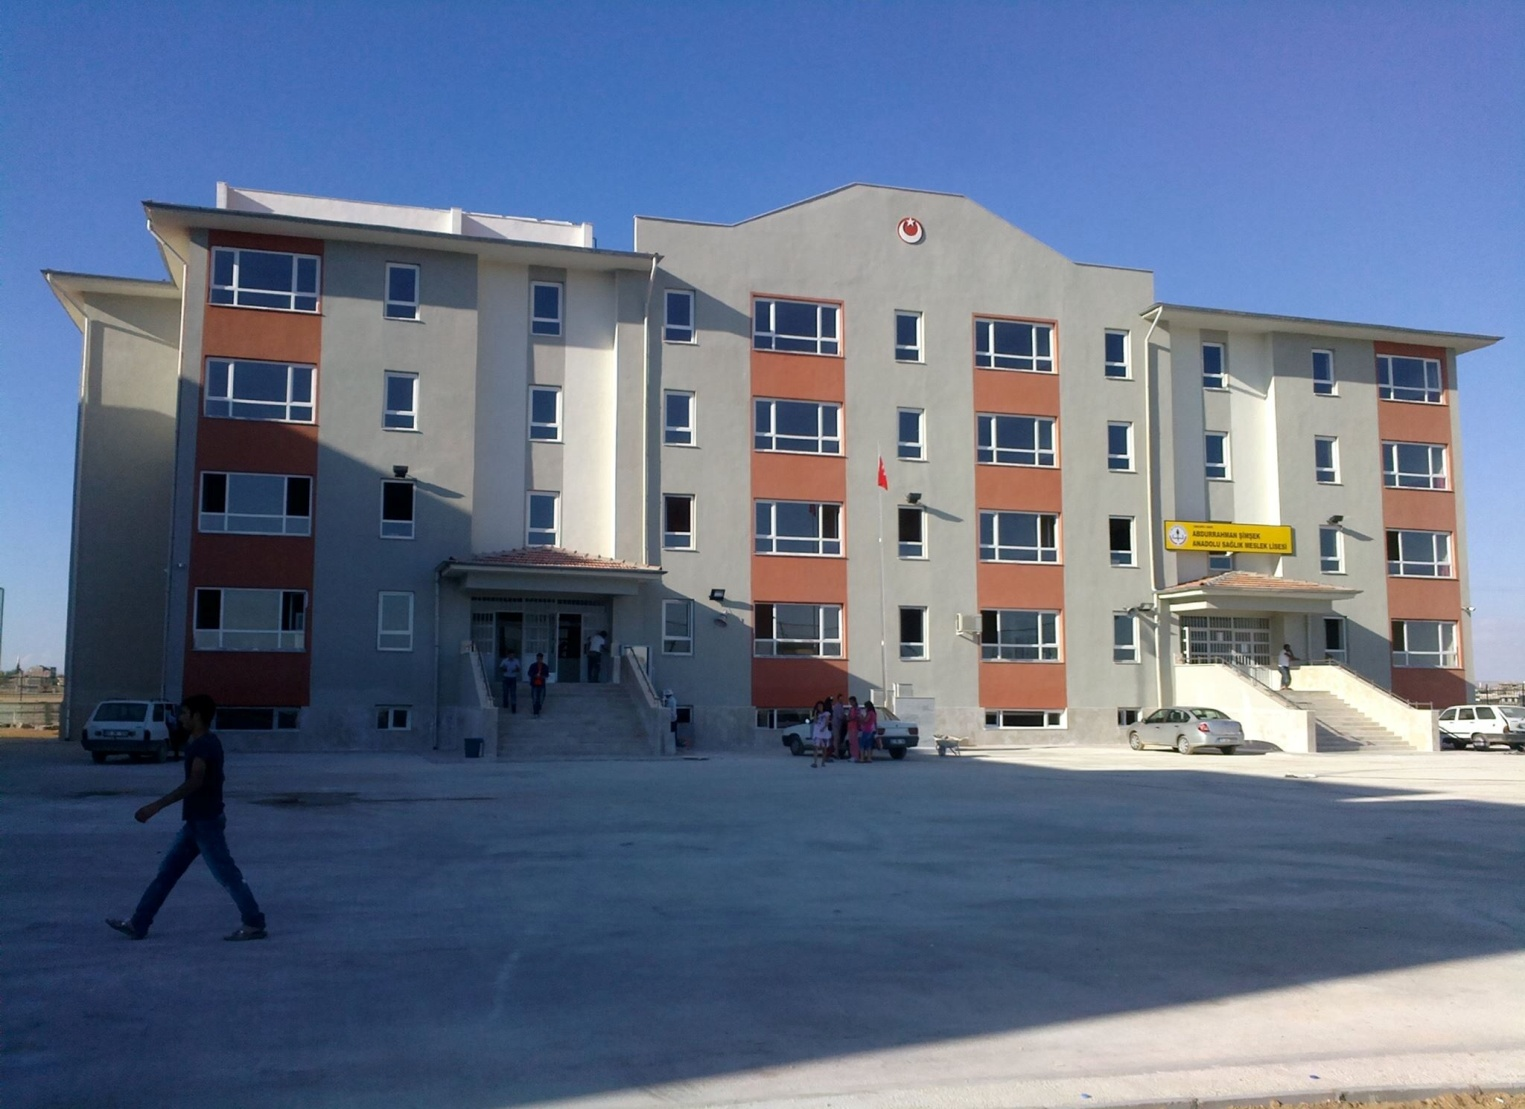 ABDURRAHMAN ŞİMŞEK
ANADOLU SAĞLIK MESLEK LİSESİ